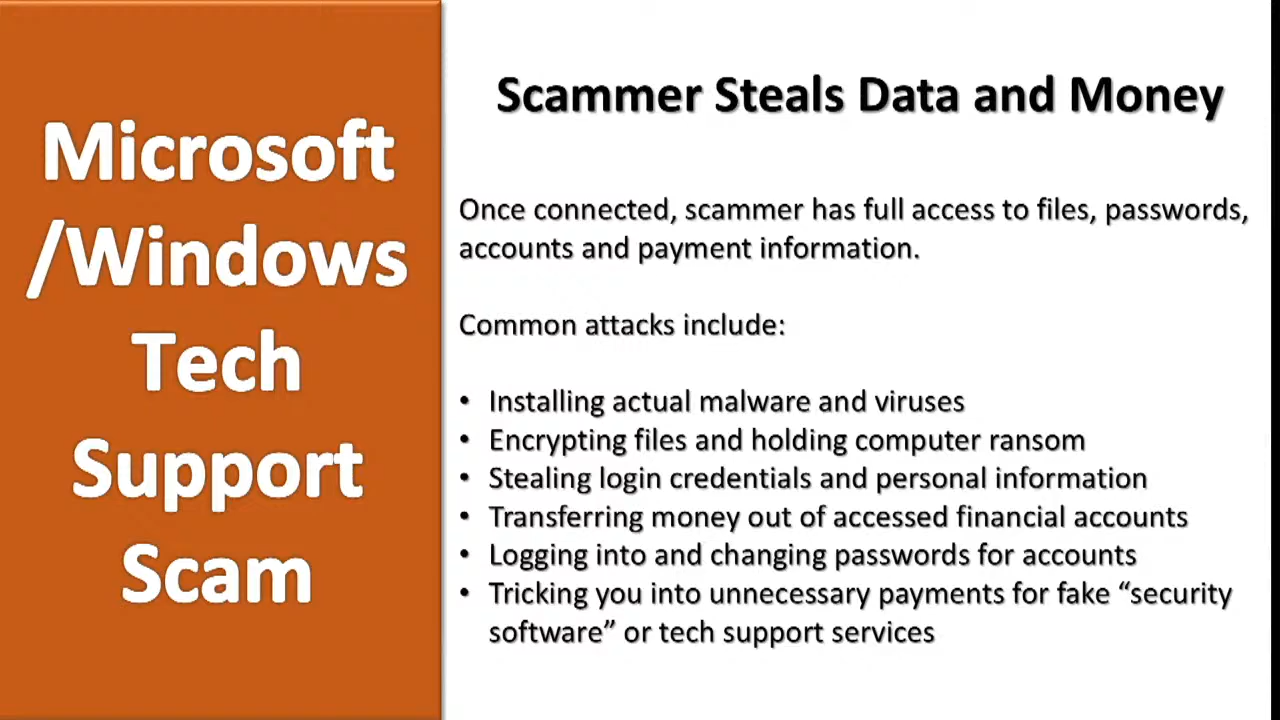 Microsoft
/Windows
Tech
Support
Scam
Scammer Steals Data and Money
Once connected, scammer has full access to files, passwords,
accounts and payment information.
Common attacks include:
• Installing actual malware and viruses
• Encrypting files and holding computer ransom
• Stealing login credentials and personal information
• Transferring money out of accessed financial accounts
• Logging into and changing passwords for accounts
• Tricking you into unnecessary payments for fake “security
software” or tech support services